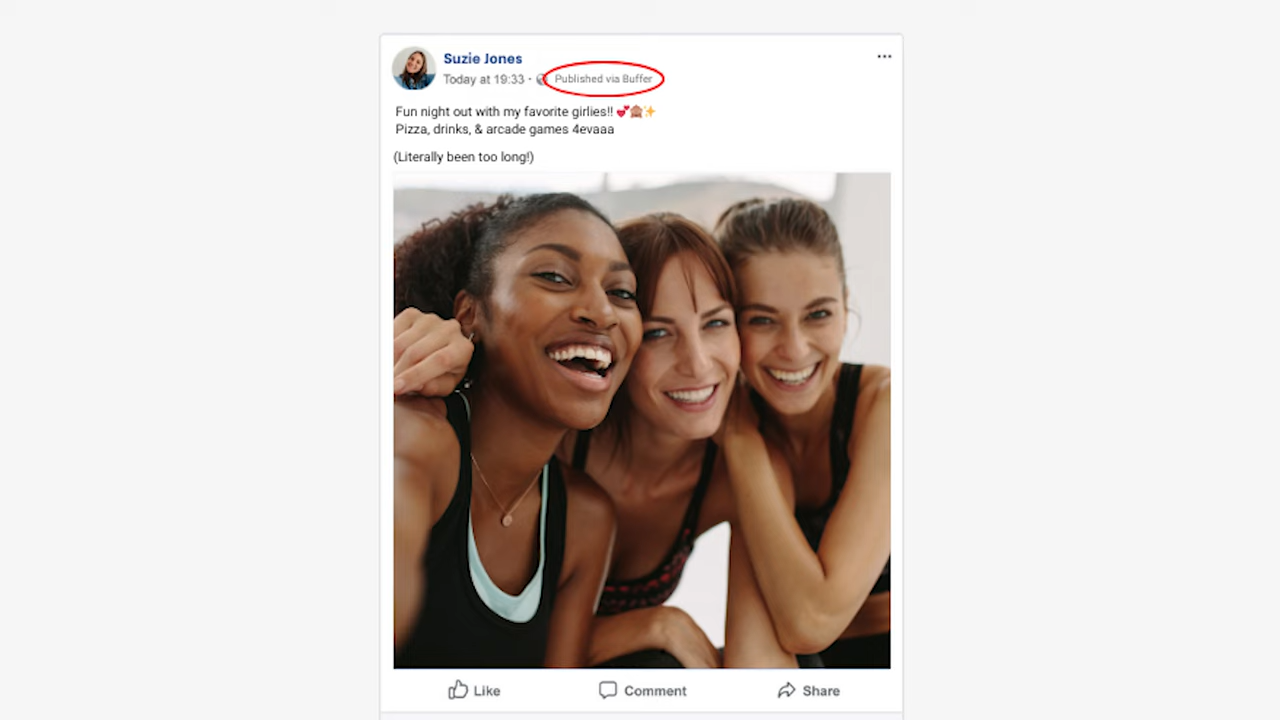 Suzie Jones
Today at 19:33 · Published via Buffer
Fun night out with my favorite girlies!! 💕🙈✨
Pizza, drinks, & arcade games 4evaaa
(Literally been too long!)
Like Comment Share